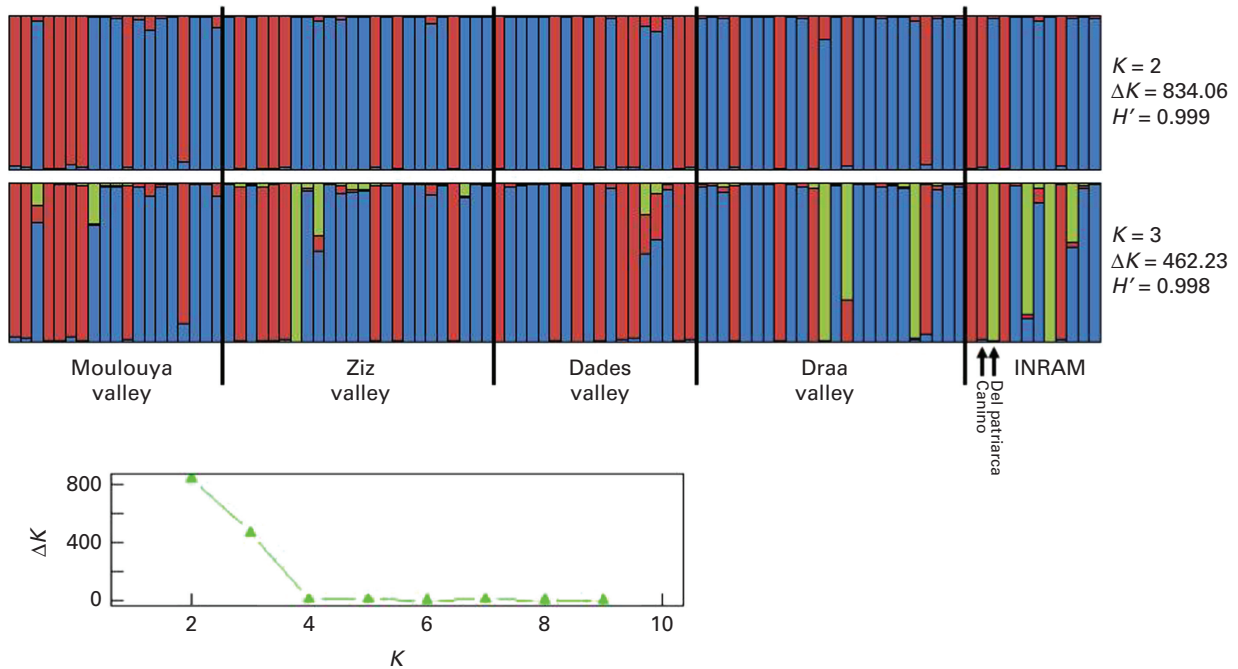 K = 2
ΔK = 834.06
H′ = 0.999
K = 3
ΔK = 462.23
H′ = 0.998
Moulouya
valley
Ziz
valley
Dades
valley
Draa
valley
INRAM
Canino
Del patriarca
800
400
0
ΔK
2
4
6
8
10
K